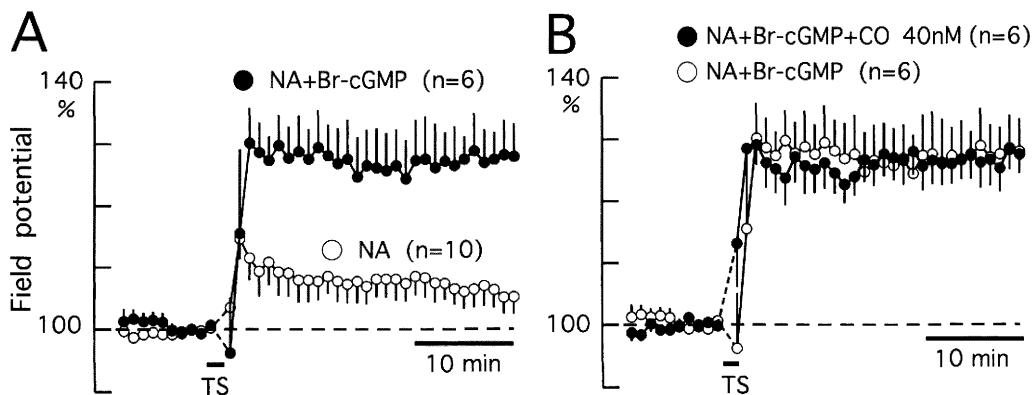 A
140
%
NA+Br-cGMP (n=6)
NA (n=10)
Field potential
100
10 min
TS
B
NA+Br-cGMP+CO 40nM (n=6)
NA+Br-cGMP (n=6)
140
%
100
10 min
TS